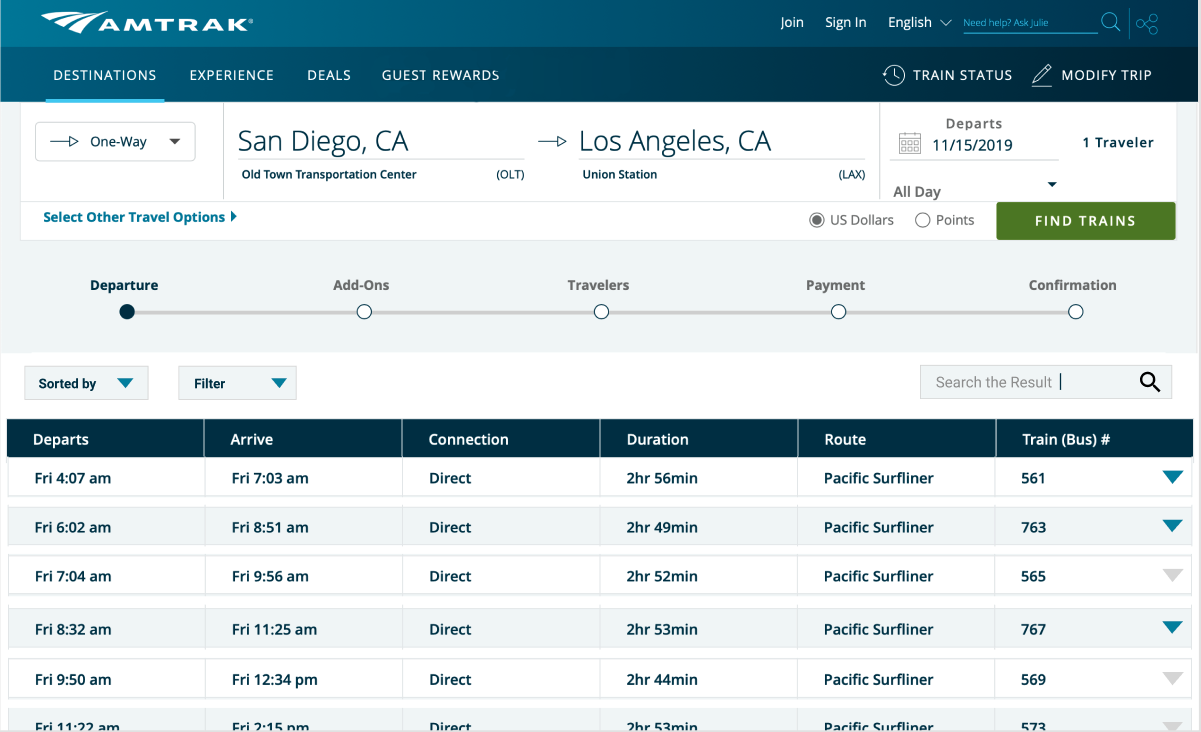 AMTRAK®
Join Sign In English Need help? Ask Julie
DESTINATIONS EXPERIENCE DEALS GUEST REWARDS TRAIN STATUS MODIFY TRIP
One-Way
San Diego, CA
Old Town Transportation Center (OLT)
Los Angeles, CA
Union Station (LAX)
Departs
11/15/2019
1 Traveler
All Day
Select Other Travel Options
US Dollars Points FIND TRAINS
Departure Add-Ons Travelers Payment Confirmation
Sorted by Filter Search the Result
Departs Arrive Connection Duration Route Train (Bus) #
Fri 4:07 am Fri 7:03 am Direct 2hr 56min Pacific Surfliner 561
Fri 6:02 am Fri 8:51 am Direct 2hr 49min Pacific Surfliner 763
Fri 7:04 am Fri 9:56 am Direct 2hr 52min Pacific Surfliner 565
Fri 8:32 am Fri 11:25 am Direct 2hr 53min Pacific Surfliner 767
Fri 9:50 am Fri 12:34 pm Direct 2hr 44min Pacific Surfliner 569
Fri 11:22 am Fri 2:15 pm Direct 2hr 53min Pacific Surfliner 573